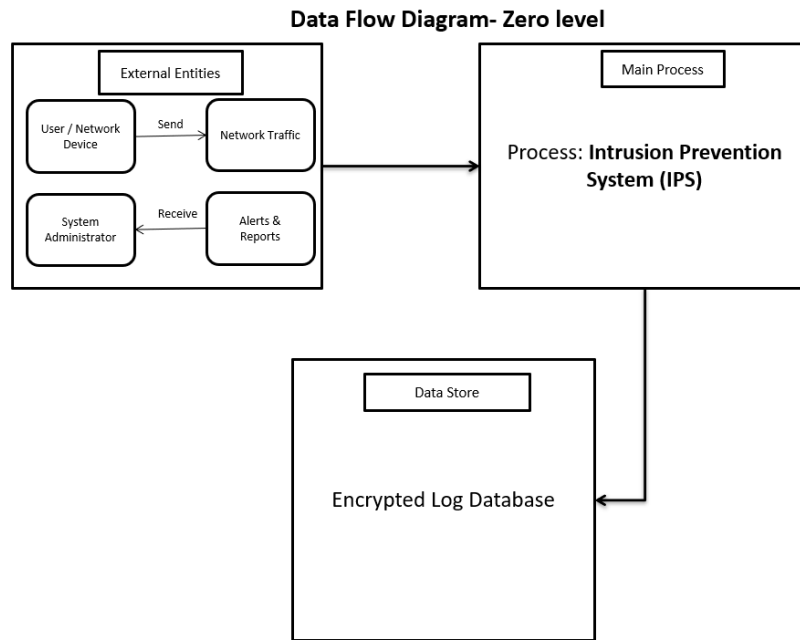 Data Flow Diagram- Zero level
External Entities
User / Network
Device
Send
Network Traffic
System
Administrator
Receive
Alerts &
Reports
Main Process
Process: Intrusion Prevention
System (IPS)
Data Store
Encrypted Log Database